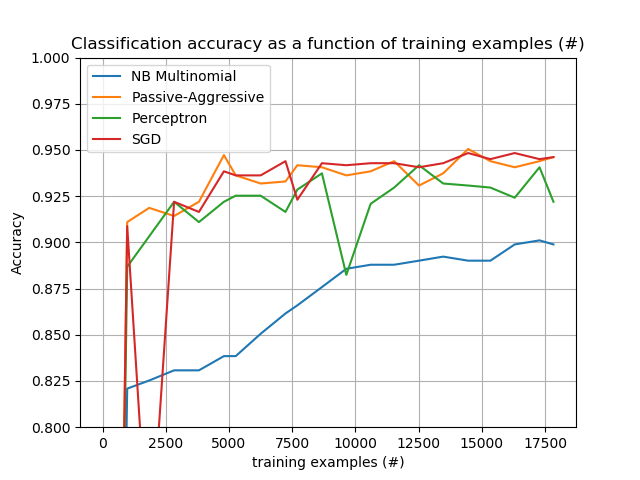 Classification accuracy as a function of training examples (#)
1.000
0.975
0.950
0.925
0.900
0.875
0.850
0.825
0.800
Accuracy
NB Multinomial
Passive-Aggressive
Perceptron
SGD
0 2500 5000 7500 10000 12500 15000 17500
training examples (#)